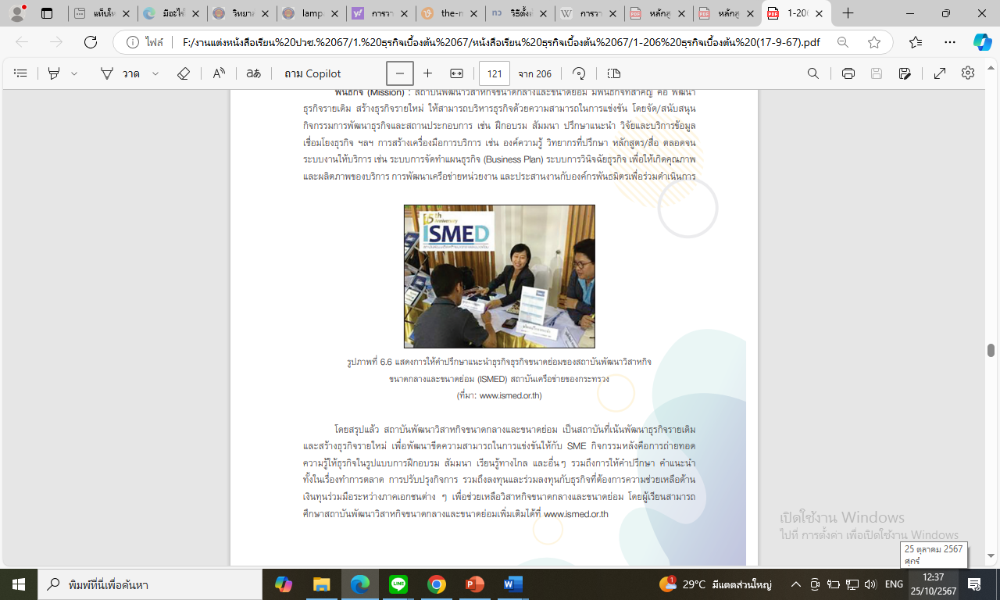 แท็บให
มีอะไรใ
วิทยาส
lampa
การวา
the-n
วิธีตั้งเป้
การวา
หลักสู
หลักสู
1-20
ไฟล์
F:/งานแต่งหนังสือเรียน%20ปวช.%2067/1.%20ธุรกิจเบื้องต้น%2067/หนังสือเรียน%20ธุรกิจเบื้องต้น%2067/1-206%20ธุรกิจเบื้องต้น%20(17-9-67).pdf
วาด
ถาม Copilot
121
จาก 206
พันธกิจ (Mission) : สถาบันพัฒนาวิสาหกิจขนาดกลางและขนาดย่อม มีพันธกิจที่สำคัญ คือ พัฒนา
ธุรกิจรายเดิม สร้างธุรกิจรายใหม่ ให้สามารถบริหารธุรกิจด้วยความสามารถในการแข่งขัน โดยจัด/สนับสนุน
กิจกรรมการพัฒนาธุรกิจและสถานประกอบการ เช่น ฝึกอบรม สัมมนา ปรึกษาแนะนำ วิจัยและบริการข้อมูล
เชื่อมโยงธุรกิจ ฯลฯ การสร้างเครื่องมือการบริการ เช่น องค์ความรู้ วิทยากรที่ปรึกษา หลักสูตร/สื่อ ตลอดจน
ระบบงานให้บริการ เช่น ระบบการจัดทำแผนธุรกิจ (Business Plan) ระบบการวินิจฉัยธุรกิจ เพื่อให้เกิดคุณภาพ
และผลิตภาพของบริการ การพัฒนาเครือข่ายหน่วยงาน และประสานงานกับองค์กรพันธมิตรเพื่อร่วมดำเนินการ
15th
Anniversary
ISMED
รูปภาพที่ 6.6 แสดงการให้คำปรึกษาแนะนำธุรกิจธุรกิจขนาดย่อมของสถาบันพัฒนาวิสาหกิจ
ขนาดกลางและขนาดย่อม (ISMED) สถาบันเครือข่ายของกระทรวง
(ที่มา: www.ismed.or.th)
โดยสรุปแล้ว สถาบันพัฒนาวิสาหกิจขนาดกลางและขนาดย่อม เป็นสถาบันที่เน้นพัฒนาธุรกิจรายเดิม
และสร้างธุรกิจรายใหม่ เพื่อพัฒนาขีดความสามารถในการแข่งขันให้กับ SME กิจกรรมหลังคือการถ่ายทอด
ความรู้ให้ธุรกิจในรูปแบบการฝึกอบรม สัมมนา เรียนรู้ทางไกล และอื่นๆ รวมถึงการให้คำปรึกษา คำแนะนำ
ทั้งในเรื่องทำการตลาด การปรับปรุงกิจการ รวมถึงลงทุนและร่วมลงทุนกับธุรกิจที่ต้องการความช่วยเหลือด้าน
เงินทุนร่วมมือระหว่างภาคเอกชนต่าง ๆ เพื่อช่วยเหลือวิสาหกิจขนาดกลางและขนาดย่อม โดยผู้เรียนสามารถ
ศึกษาสถาบันพัฒนาวิสาหกิจขนาดกลางและขนาดย่อมเพิ่มเติมได้ที่ www.ismed.or.th
เปิดใช้งาน Windows
ไปที่ การตั้งค่า เพื่อเปิดใช้งาน Windows
25 ตุลาคม 2567
ศุกร์
พิมพ์ที่นี่เพื่อค้นหา
29°C มีแดดส่วนใหญ่
ENG
12:37
25/10/2567